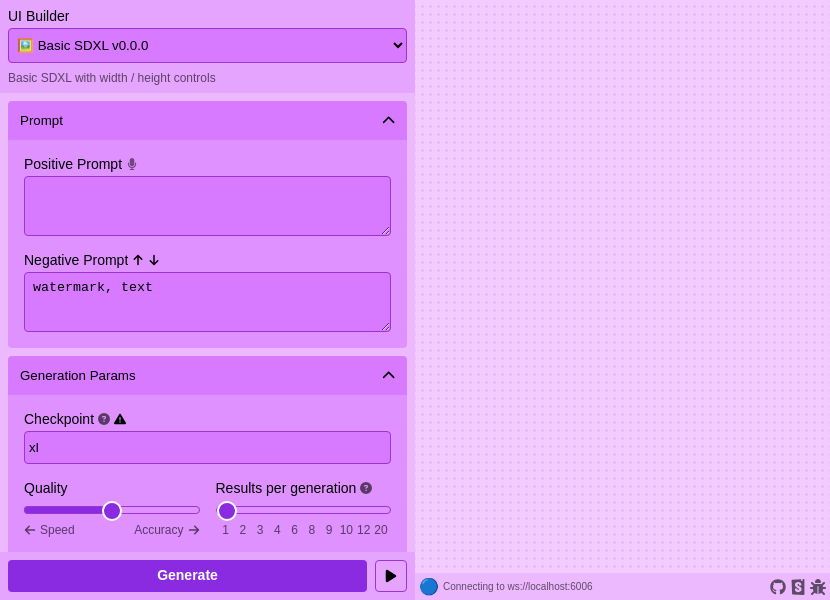 UI Builder
🖼️ Basic SDXL v0.0.0
Basic SDXL with width / height controls
Prompt
Positive Prompt
Negative Prompt ↑ ↓
watermark, text
Generation Params
Checkpoint
xl
Quality
← Speed Accuracy →
Results per generation
1 2 3 4 6 8 9 10 12 20
Generate
Connecting to ws://localhost:6006